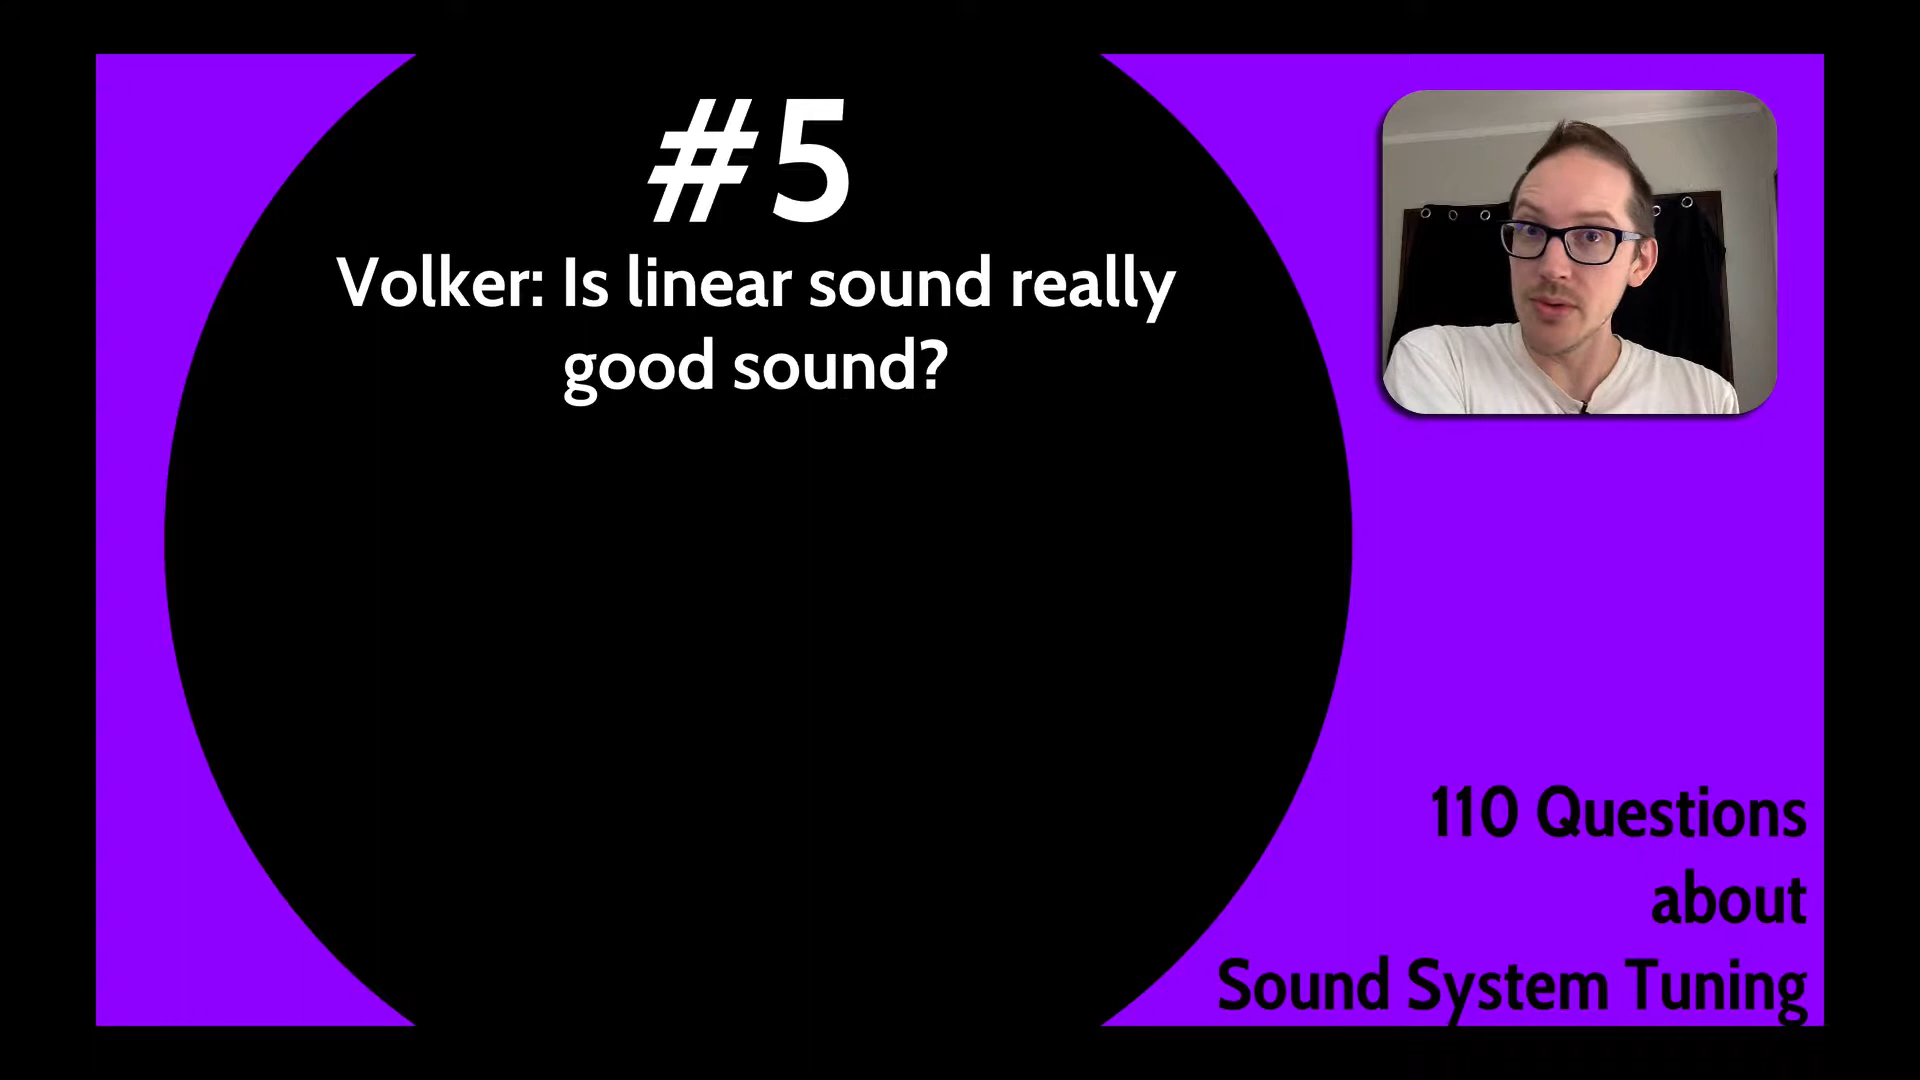 #5
Volker: Is linear sound really
good sound?
110 Questions
about
Sound System Tuning